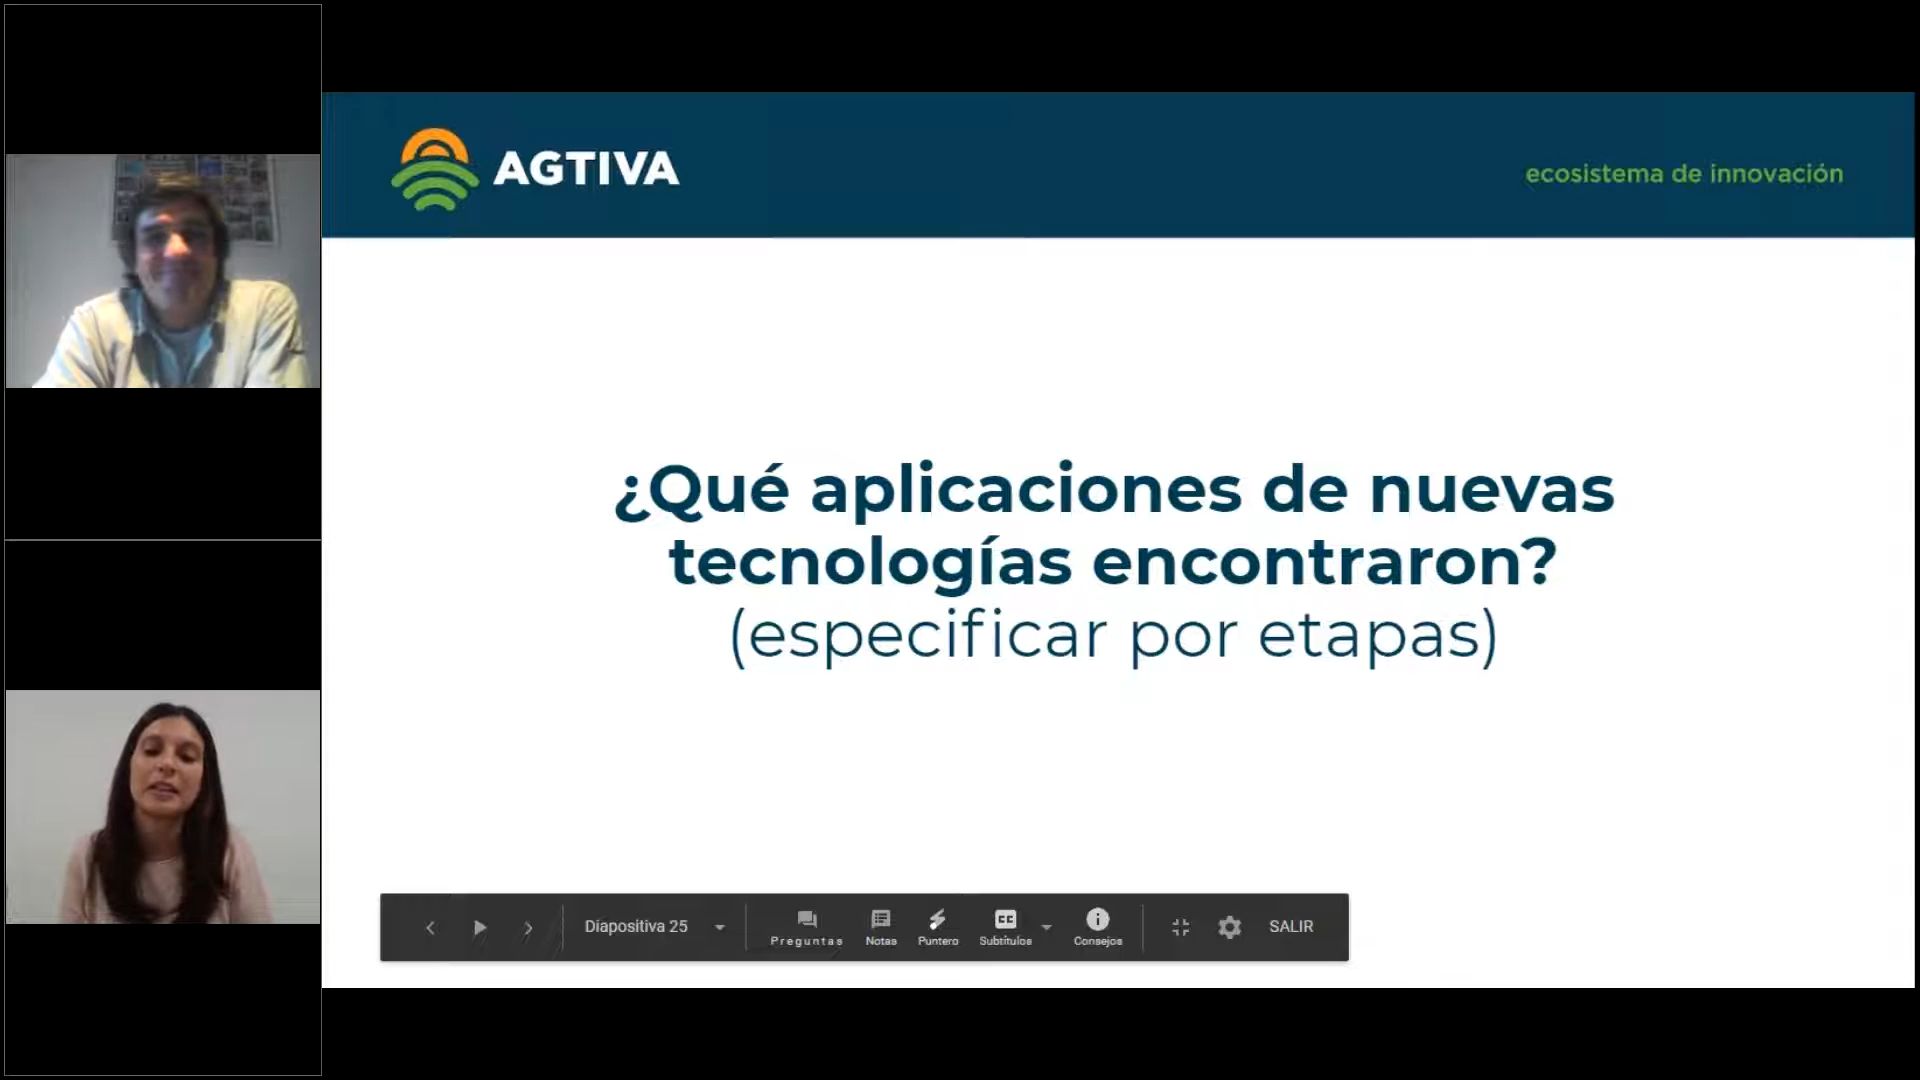 AGTIVA
ecosistema de innovación
¿Qué aplicaciones de nuevas
tecnologías encontraron?
(especificar por etapas)
Diapositiva 25
Preguntas
Notas
Puntero
CC
Subtítulos
Consejos
SALIR